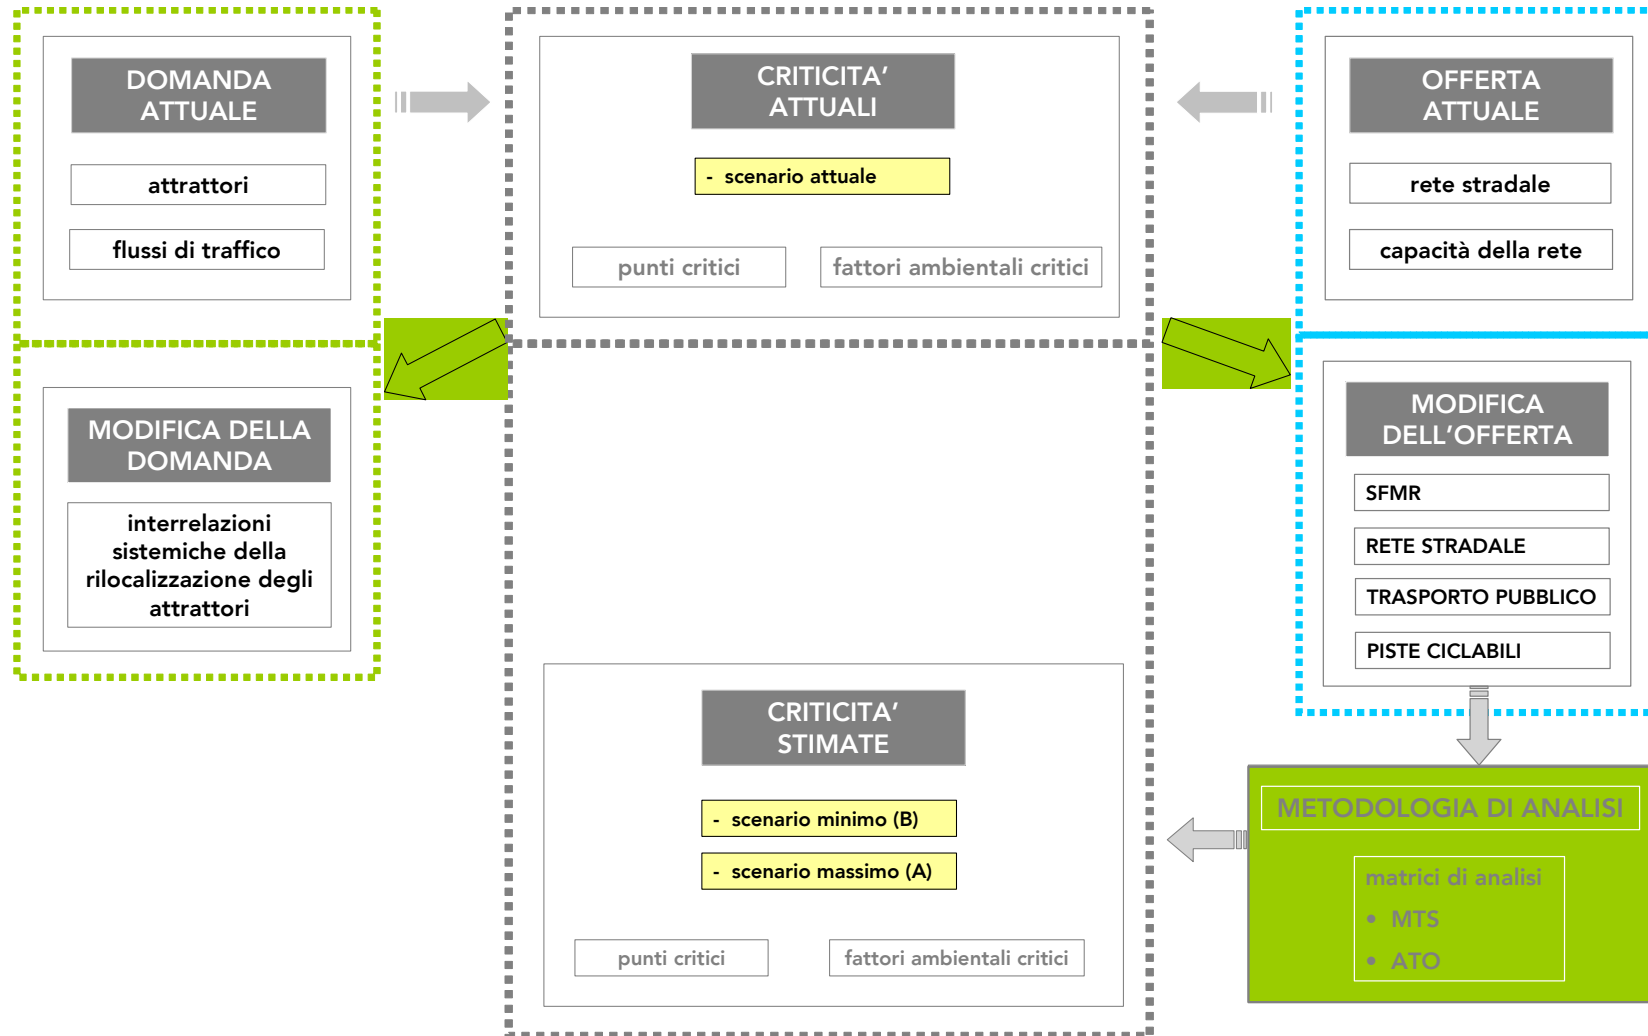 DOMANDA
ATTUALE
attrattori
flussi di traffico
CRITICITA’
ATTUALI
- scenario attuale
punti critici
fattori ambientali critici
OFFERTA
ATTUALE
rete stradale
capacità della rete
MODIFICA DELLA
DOMANDA
interrelazioni
sistemiche della
rilocalizzazione degli
attrattori
MODIFICA
DELL’OFFERTA
SFMR
RETE STRADALE
TRASPORTO PUBBLICO
PISTE CICLABILI
CRITICITA’
STIMATE
- scenario minimo (B)
- scenario massimo (A)
punti critici
fattori ambientali critici
METODOLOGIA DI ANALISI
matrici di analisi
• MTS
• ATO